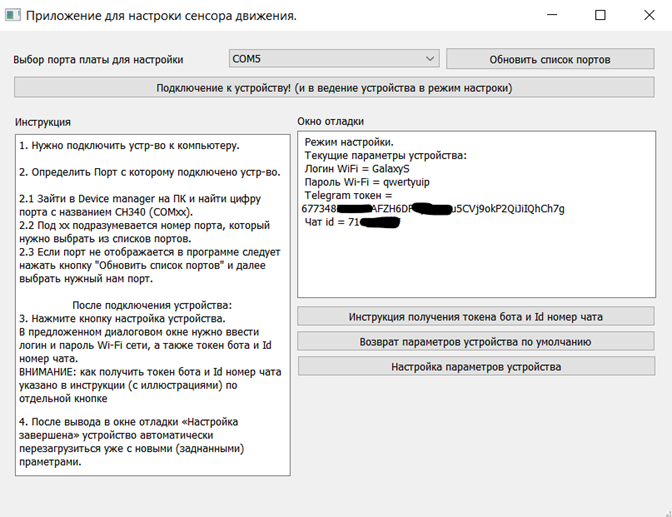 Приложение для настроки сенсора движения.
Выбор порта платы для настройки
COM5
Обновить список портов
Подключение к устройству! (и в ведение устройства в режим настроки)
Инструкция
1. Нужно подключить устр-во к компьютеру.
2. Определить Порт с которому подключено устр-во.
2.1 Зайти в Device manager на ПК и найти цифру
порта с названием CH340 (COMxx).
2.2 Под xx подразумевается номер порта, который
нужно выбрать из списков портов.
2.3 Если порт не отображается в программе следует
нажать кнопку "Обновить список портов" и далее
выбрать нужный нам порт.
После подключения устройства:
3. Нажмите кнопку настройка устройства.
В предложенном диалоговом окне нужно ввести
логин и пароль Wi-Fi сети, а также токен бота и Id
номер чата.
ВНИМАНИЕ: как получить токен бота и Id номер чата
указано в инструкции (с иллюстрациями) по
отдельной кнопке
4. После вывода в окне отладки «Настройка
завершена» устройство автоматически
перезагрузиться уже с новыми (заднанными)
праметрами.
Окно отладки
Режим настройки.
Текущие параметры устройства:
Логин WiFi = GalaxyS
Пароль Wi-Fi = qwertyuip
Telegram токен =
677348 AFZH6DF u5CVj9okP2QiJiIQhCh7g
Чат id = 71
Инструкция получения токена бота и Id номер чата
Возврат параметров устройства по умолчанию
Настройка параметров устройства